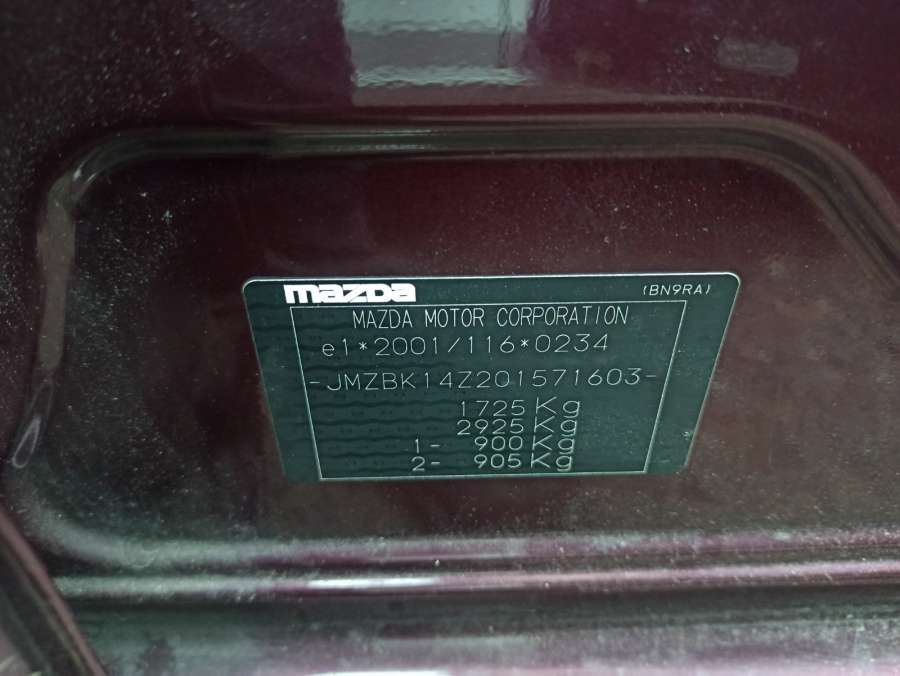 mazda
(BN9RA)
MAZDA MOTOR CORPORATION
e1*2001/116*0234
-JMZBK14Z201571603-
1725 Kg
2925 Kg
1- 900 Kg
2- 905 Kg